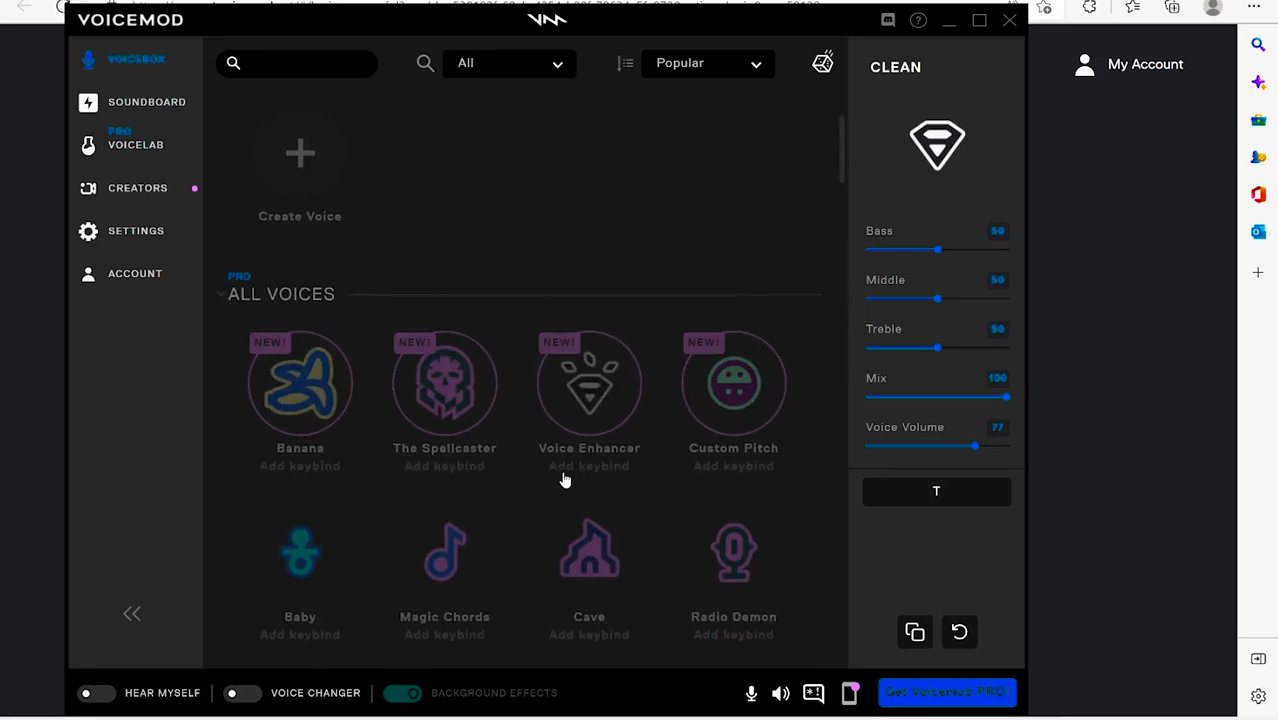 VOICEMOD
VOICEBOX
SOUNDBOARD
PRO
VOICELAB
CREATORS
SETTINGS
ACCOUNT
All
Popular
Create Voice
PRO
ALL VOICES
NEW!
NEW!
NEW!
NEW!
Banana
The Spellcaster
Voice Enhancer
Custom Pitch
Add keybind
Add keybind
Add keybind
Add keybind
Baby
Magic Chords
Cave
Radio Demon
Add keybind
Add keybind
Add keybind
Add keybind
CLEAN
Bass 50
Middle 50
Treble 50
Mix 100
Voice Volume 77
T
HEAR MYSELF
VOICE CHANGER
BACKGROUND EFFECTS
Get Voicemod PRO!
My Account